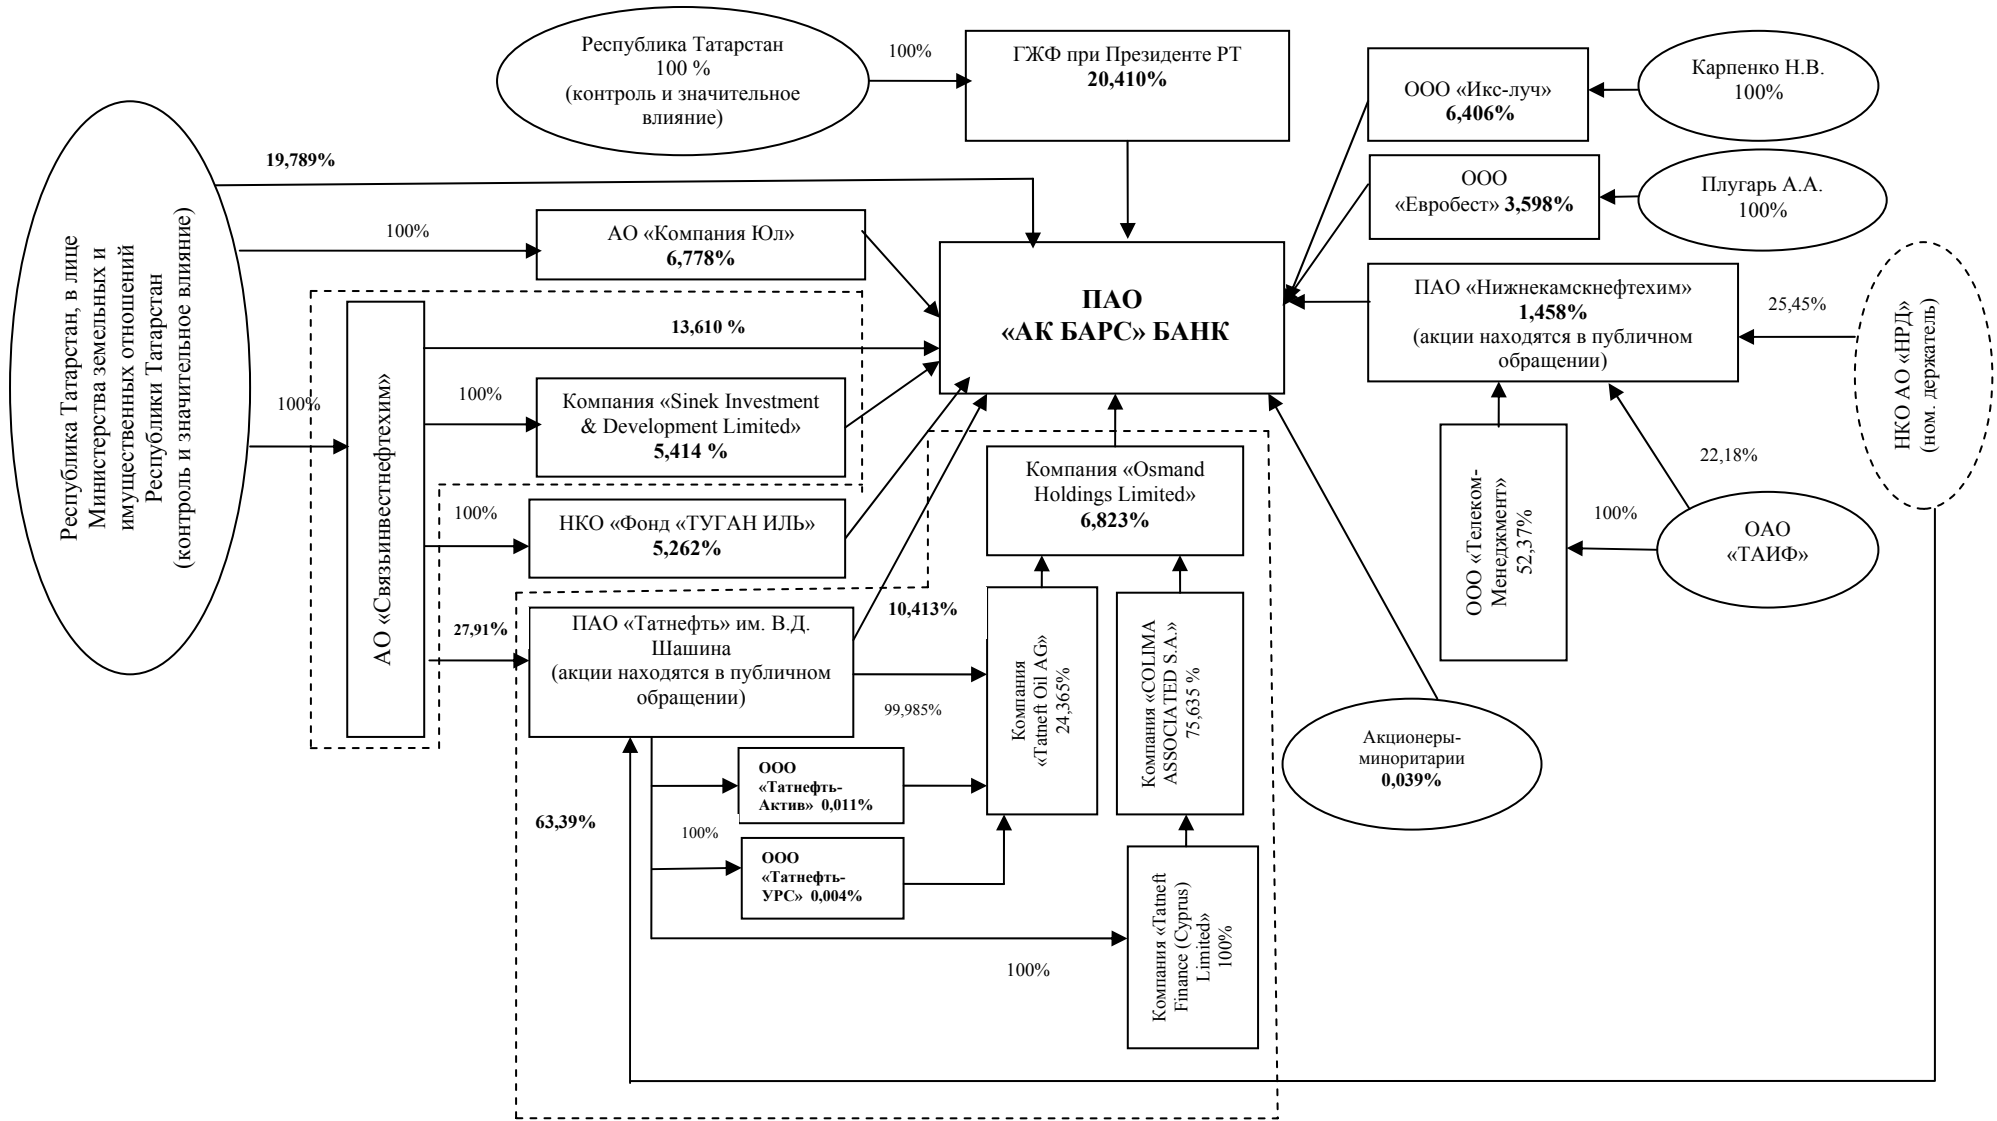 Республика Татарстан
100 %
(контроль и значительное
влияние)
100%
ГЖФ при Президенте РТ
20,410%
ООО «Икс-луч»
6,406%
Карпенко Н.В.
100%
ООО
«Евробест» 3,598%
Плугарь А.А.
100%
Республика Татарстан, в лице
Министерства земельных и
имущественных отношений
Республики Татарстан
(контроль и значительное влияние)
19,789%
100%
АО «Компания Юл»
6,778%
ПАО
«АК БАРС» БАНК
ПАО «Нижнекамскнефтехим»
1,458%
(акции находятся в публичном
обращении)
25,45%
НКО АО «НРД»
(ном. держатель)
100%
АО «Связьинвестнефтехим»
13,610 %
100%
Компания «Sinek Investment
& Development Limited»
5,414 %
100%
НКО «Фонд «ТУГАН ИЛЬ»
5,262%
Компания «Osmand
Holdings Limited»
6,823%
22,18%
100%
ООО «Телеком-
Менеджмент»
52,37%
ОАО
«ТАИФ»
27,91%
ПАО «Татнефть» им. В.Д.
Шашина
(акции находятся в публичном
обращении)
10,413%
99,985%
Компания
«Tatneft Oil AG»
24,365%
Компания «COLIMA
ASSOCIATED S.A.»
75,635 %
Акционеры-
миноритарии
0,039%
63,39%
ООО
«Татнефть-
Актив» 0,011%
100%
ООО
«Татнефть-
УРС» 0,004%
100%
Компания «Tatneft
Finance (Cyprus)
Limited»
100%